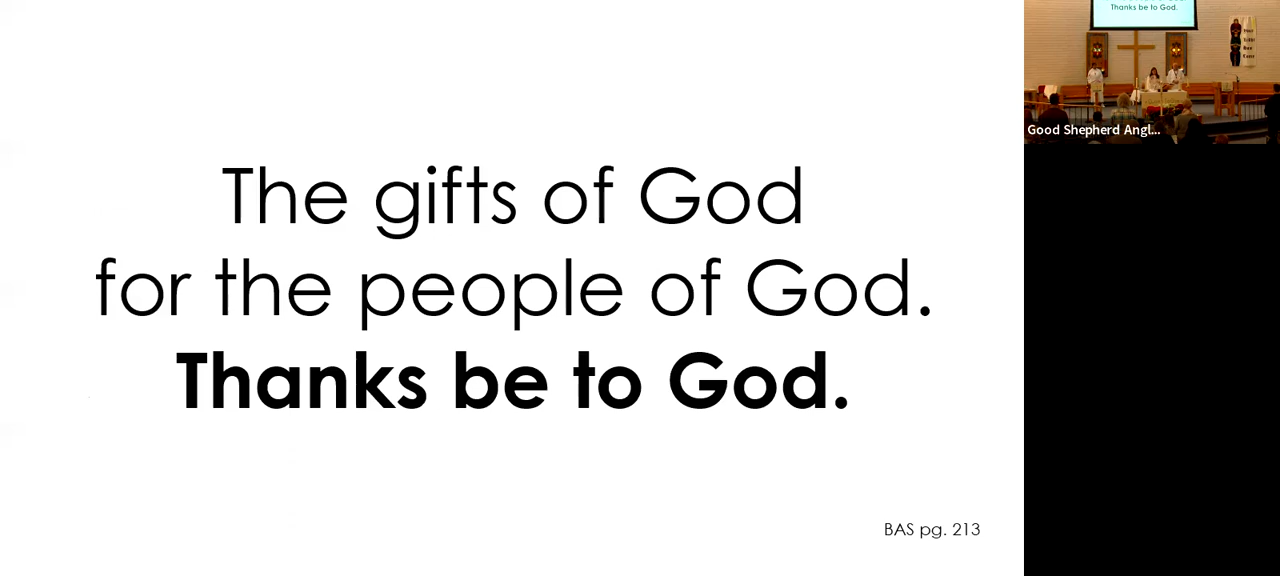 The gifts of God
for the people of God.
Thanks be to God.
BAS pg. 213
Thanks be to God.
Good Shepherd Angl...